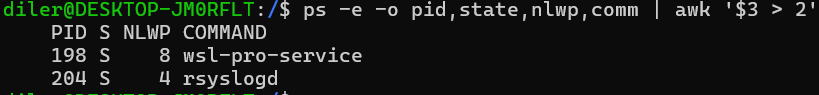 diler@DESKTOP-JM0RFLT:/$ ps -e -o pid,state,nlwp,comm | awk '$3 > 2'
    PID S NLWP COMMAND
    198 S    8 wsl-pro-service
    204 S    4 rsyslogd